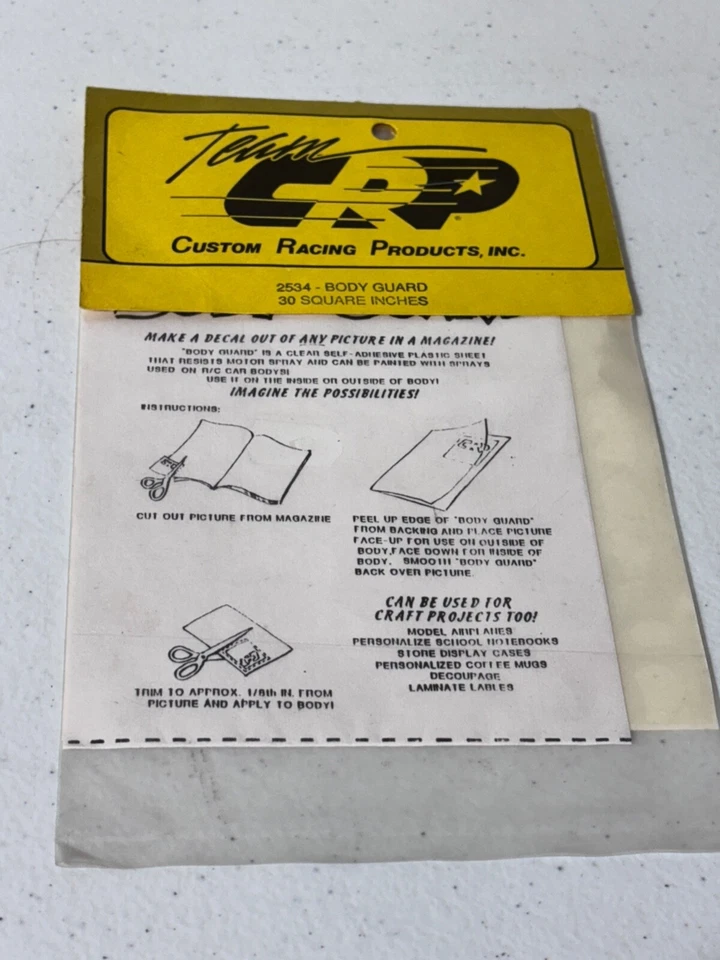 Team
CRP
CUSTOM RACING PRODUCTS, INC.
2534 - BODY GUARD
30 SQUARE INCHES
MAKE A DECAL OUT OF ANY PICTURE IN A MAGAZINE!
"BODY GUARD" IS A CLEAR SELF-ADHESIVE PLASTIC SHEET
THAT RESISTS MOTOR SPRAY AND CAN BE PAINTED WITH SPRAYS
USED ON R/C CAR BODYS!
USE IT ON THE INSIDE OR OUTSIDE OF BODY!
IMAGINE THE POSSIBILITIES!
INSTRUCTIONS:
CUT OUT PICTURE FROM MAGAZINE
PEEL UP EDGE OF "BODY GUARD"
FROM BACKING AND PLACE PICTURE
FACE-UP FOR USE ON OUTSIDE OF
BODY, FACE DOWN FOR INSIDE OF
BODY. SMOOTH "BODY GUARD"
BACK OVER PICTURE.
TRIM TO APPROX. 1/8th IN. FROM
PICTURE AND APPLY TO BODY!
CAN BE USED FOR
CRAFT PROJECTS TOO!
MODEL AIRPLANES
PERSONALIZE SCHOOL NOTEBOOKS
STORE DISPLAY CASES
PERSONALIZED COFFEE MUGS
DECOUPAGE
LAMINATE LABLES